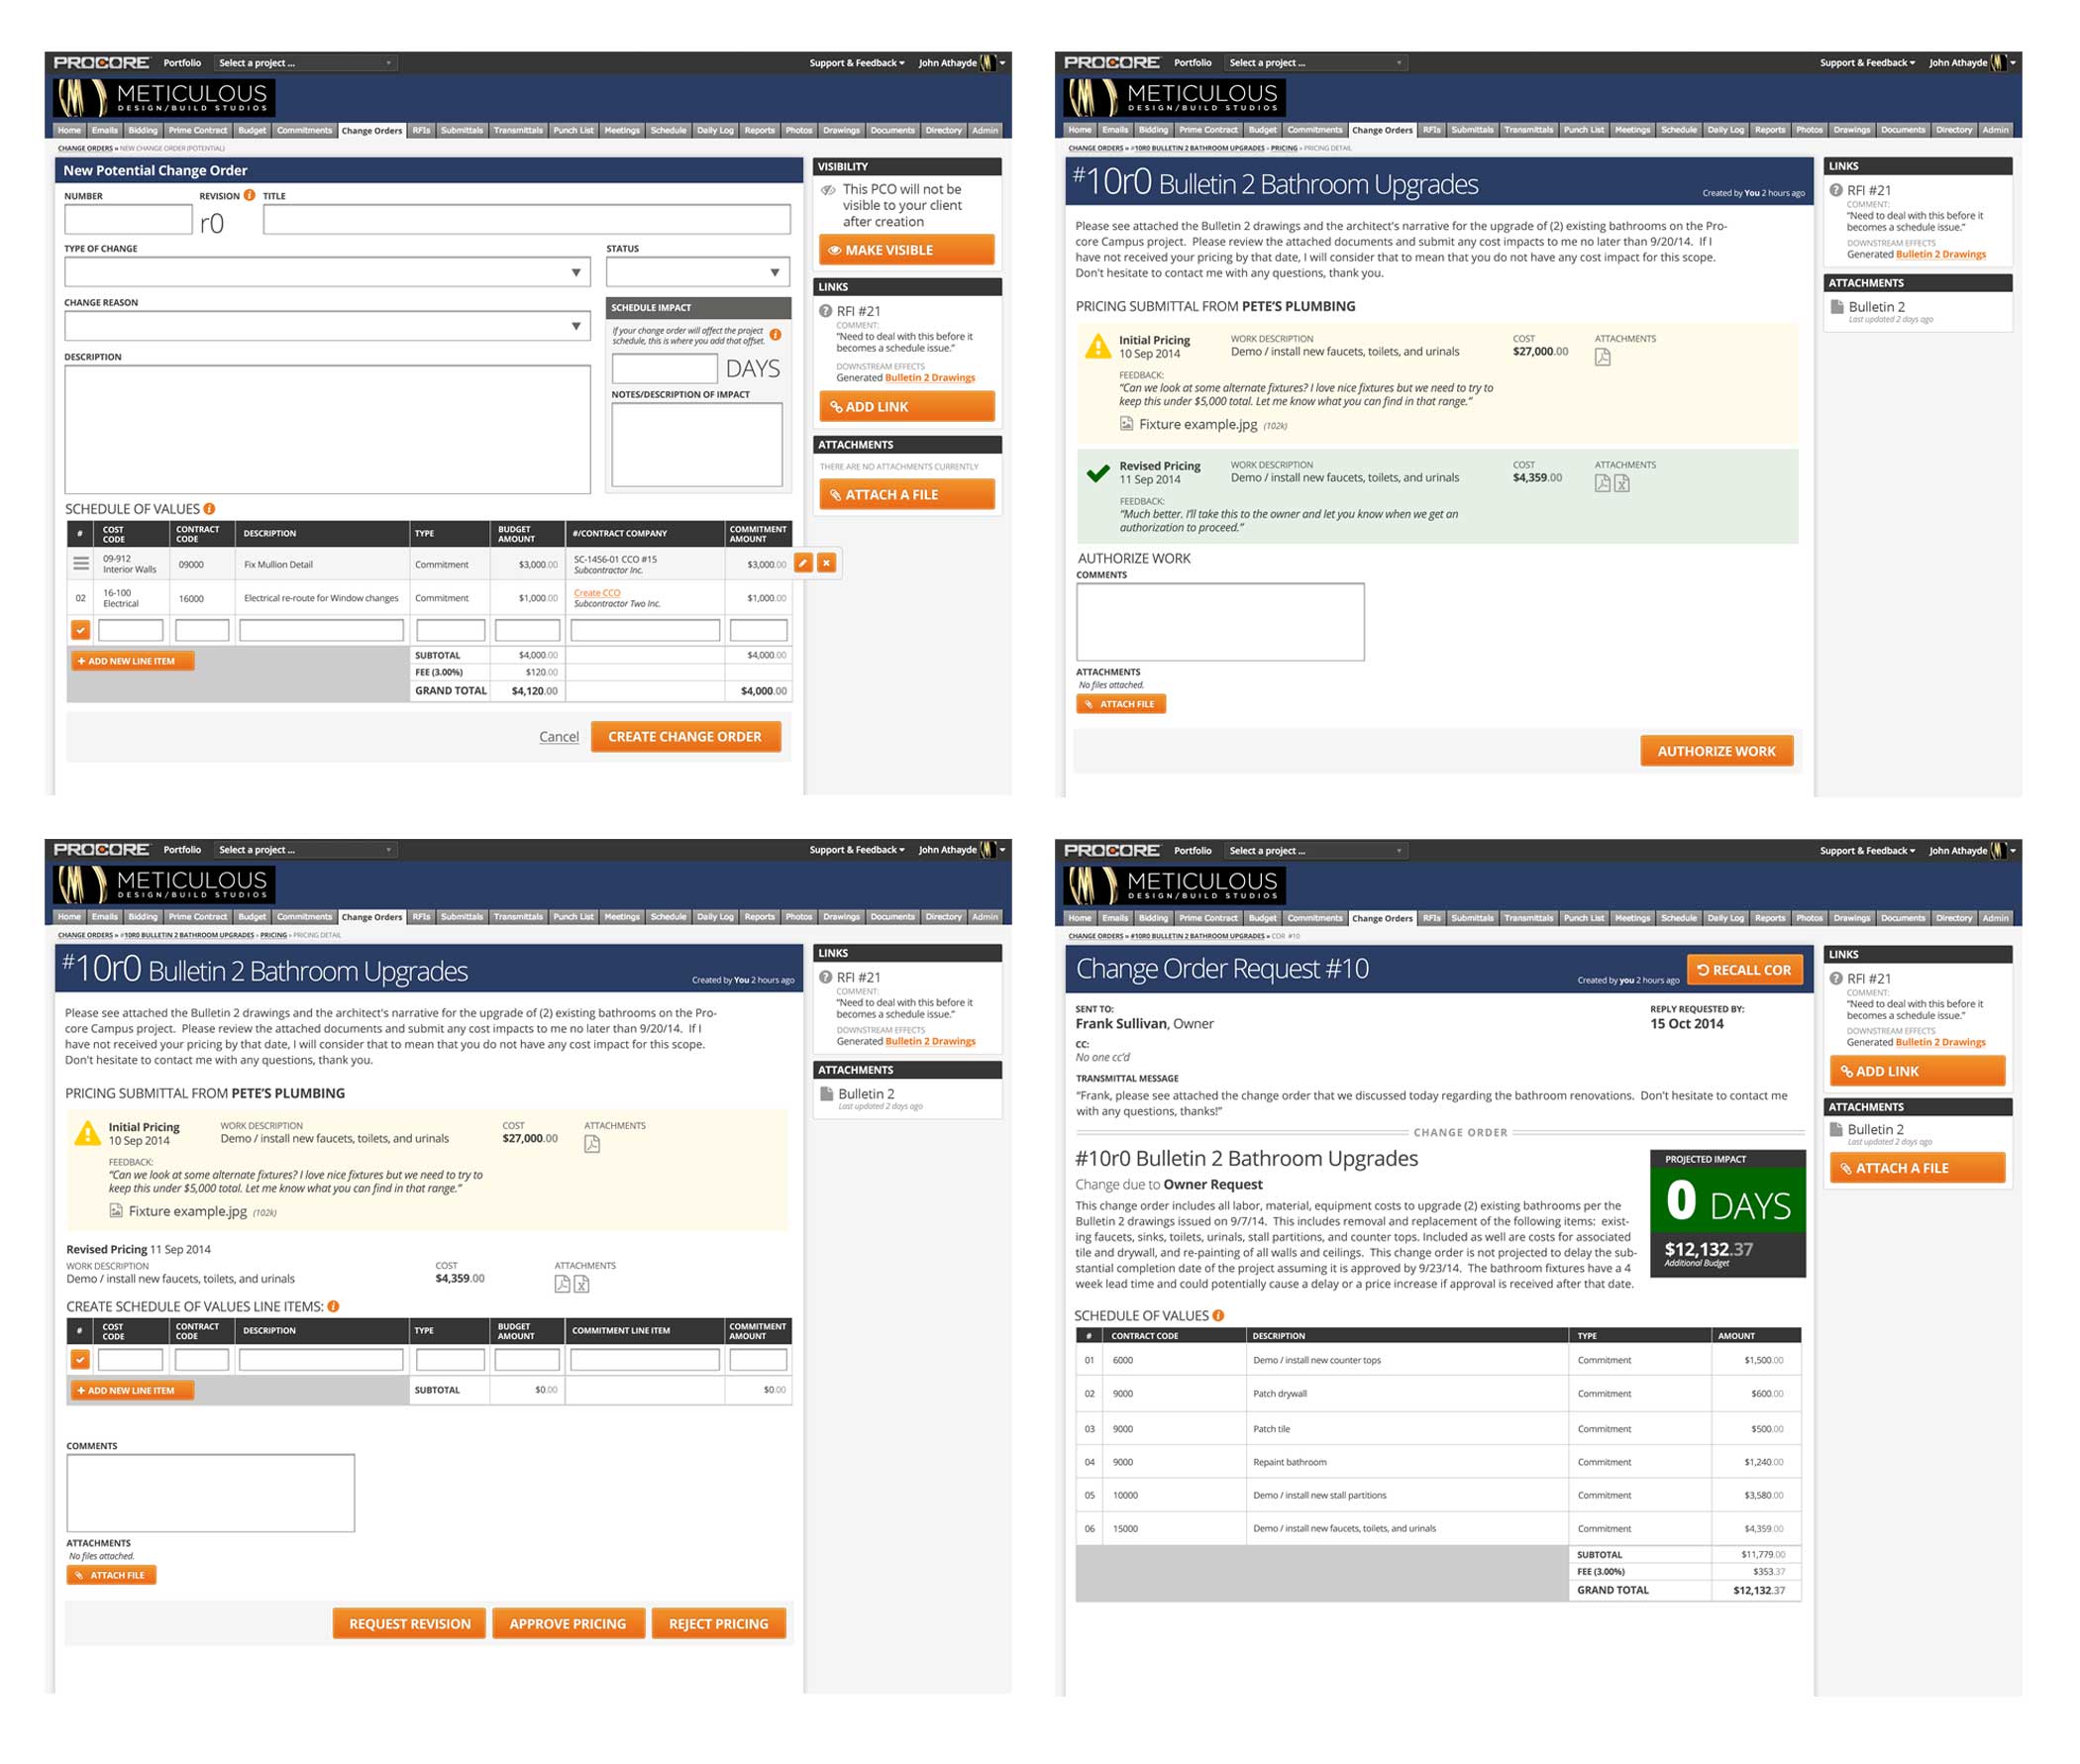 PROCORE Portfolio Select a project ... Support & Feedback John Athayde
METICULOUS
DESIGN/BUILD STUDIOS
Home Emails Bidding Prime Contract Budget Commitments Change Orders RFIs Submittals Transmittals Punch List Meetings Schedule Daily Log Reports Photos Drawings Documents Directory Admin
CHANGE ORDERS » NEW CHANGE ORDER (POTENTIAL)
New Potential Change Order
NUMBER REVISION TITLE
r0
TYPE OF CHANGE STATUS
CHANGE REASON
SCHEDULE IMPACT
If your change order will affect the project
schedule, this is where you add that offset.
DAYS
NOTES/DESCRIPTION OF IMPACT
DESCRIPTION
SCHEDULE OF VALUES
# COST CODE CONTRACT CODE DESCRIPTION TYPE BUDGET AMOUNT #/CONTRACT COMPANY COMMITMENT AMOUNT
09-912 Interior Walls 09000 Fix Mullion Detail Commitment $3,000.00 SC-1456-01 CCO #15 Subcontractor Inc. $3,000.00
02 16-100 Electrical 16000 Electrical re-route for Window changes Commitment $1,000.00 Create CCO Subcontractor Two Inc. $1,000.00
+ ADD NEW LINE ITEM
SUBTOTAL $4,000.00 $4,000.00
FEE (3.00%) $120.00
GRAND TOTAL $4,120.00 $4,000.00
Cancel CREATE CHANGE ORDER
VISIBILITY
This PCO will not be
visible to your client
after creation
MAKE VISIBLE
LINKS
RFI #21
COMMENT:
"Need to deal with this before it
becomes a schedule issue."
DOWNSTREAM EFFECTS
Generated Bulletin 2 Drawings
ADD LINK
ATTACHMENTS
THERE ARE NO ATTACHMENTS CURRENTLY
ATTACH A FILE
PROCORE Portfolio Select a project ... Support & Feedback John Athayde
METICULOUS
DESIGN/BUILD STUDIOS
Home Emails Bidding Prime Contract Budget Commitments Change Orders RFIs Submittals Transmittals Punch List Meetings Schedule Daily Log Reports Photos Drawings Documents Directory Admin
CHANGE ORDERS » #10R0 BULLETIN 2 BATHROOM UPGRADES » PRICING » PRICING DETAIL
#10r0 Bulletin 2 Bathroom Upgrades Created by You 2 hours ago
Please see attached the Bulletin 2 drawings and the architect's narrative for the upgrade of (2) existing bathrooms on the Pro-
core Campus project. Please review the attached documents and submit any cost impacts to me no later than 9/20/14. If I
have not received your pricing by that date, I will consider that to mean that you do not have any cost impact for this scope.
Don't hesitate to contact me with any questions, thank you.
PRICING SUBMITTAL FROM PETE'S PLUMBING
Initial Pricing WORK DESCRIPTION COST ATTACHMENTS
10 Sep 2014 Demo / install new faucets, toilets, and urinals $27,000.00
FEEDBACK:
"Can we look at some alternate fixtures? I love nice fixtures but we need to try to
keep this under $5,000 total. Let me know what you can find in that range."
Fixture example.jpg (102k)
Revised Pricing WORK DESCRIPTION COST ATTACHMENTS
11 Sep 2014 Demo / install new faucets, toilets, and urinals $4,359.00
FEEDBACK:
"Much better. I'll take this to the owner and let you know when we get an
authorization to proceed."
AUTHORIZE WORK
COMMENTS
ATTACHMENTS
No files attached.
ATTACH FILE
AUTHORIZE WORK
LINKS
RFI #21
COMMENT:
"Need to deal with this before it
becomes a schedule issue."
DOWNSTREAM EFFECTS
Generated Bulletin 2 Drawings
ATTACHMENTS
Bulletin 2
Last updated 2 days ago
PROCORE Portfolio Select a project ... Support & Feedback John Athayde
METICULOUS
DESIGN/BUILD STUDIOS
Home Emails Bidding Prime Contract Budget Commitments Change Orders RFIs Submittals Transmittals Punch List Meetings Schedule Daily Log Reports Photos Drawings Documents Directory Admin
CHANGE ORDERS » #10R0 BULLETIN 2 BATHROOM UPGRADES » PRICING » PRICING DETAIL
#10r0 Bulletin 2 Bathroom Upgrades Created by You 2 hours ago
Please see attached the Bulletin 2 drawings and the architect's narrative for the upgrade of (2) existing bathrooms on the Pro-
core Campus project. Please review the attached documents and submit any cost impacts to me no later than 9/20/14. If I
have not received your pricing by that date, I will consider that to mean that you do not have any cost impact for this scope.
Don't hesitate to contact me with any questions, thank you.
PRICING SUBMITTAL FROM PETE'S PLUMBING
Initial Pricing WORK DESCRIPTION COST ATTACHMENTS
10 Sep 2014 Demo / install new faucets, toilets, and urinals $27,000.00
FEEDBACK:
"Can we look at some alternate fixtures? I love nice fixtures but we need to try to
keep this under $5,000 total. Let me know what you can find in that range."
Fixture example.jpg (102k)
Revised Pricing 11 Sep 2014
WORK DESCRIPTION COST ATTACHMENTS
Demo / install new faucets, toilets, and urinals $4,359.00
CREATE SCHEDULE OF VALUES LINE ITEMS:
# COST CODE CONTRACT CODE DESCRIPTION TYPE BUDGET AMOUNT COMMITMENT LINE ITEM COMMITMENT AMOUNT
+ ADD NEW LINE ITEM SUBTOTAL $0.00 $0.00
COMMENTS
ATTACHMENTS
No files attached.
ATTACH FILE
REQUEST REVISION APPROVE PRICING REJECT PRICING
LINKS
RFI #21
COMMENT:
"Need to deal with this before it
becomes a schedule issue."
DOWNSTREAM EFFECTS
Generated Bulletin 2 Drawings
ATTACHMENTS
Bulletin 2
Last updated 2 days ago
PROCORE Portfolio Select a project ... Support & Feedback John Athayde
METICULOUS
DESIGN/BUILD STUDIOS
Home Emails Bidding Prime Contract Budget Commitments Change Orders RFIs Submittals Transmittals Punch List Meetings Schedule Daily Log Reports Photos Drawings Documents Directory Admin
CHANGE ORDERS » #10R0 BULLETIN 2 BATHROOM UPGRADES » COR #10
Change Order Request #10 Created by you 2 hours ago RECALL COR
SENT TO: REPLY REQUESTED BY:
Frank Sullivan, Owner 15 Oct 2014
CC:
No one cc'd
TRANSMITTAL MESSAGE
"Frank, please see attached the change order that we discussed today regarding the bathroom renovations. Don't hesitate to contact me
with any questions, thanks!"
CHANGE ORDER
#10r0 Bulletin 2 Bathroom Upgrades
Change due to Owner Request
This change order includes all labor, material, equipment costs to upgrade (2) existing bathrooms per the
Bulletin 2 drawings issued on 9/7/14. This includes removal and replacement of the following items: exist-
ing faucets, sinks, toilets, urinals, stall partitions, and counter tops. Included as well are costs for associated
tile and drywall, and re-painting of all walls and ceilings. This change order is not projected to delay the sub-
stantial completion date of the project assuming it is approved by 9/23/14. The bathroom fixtures have a 4
week lead time and could potentially cause a delay or a price increase if approval is received after that date.
PROJECTED IMPACT
0 DAYS
$12,132.37
Additional Budget
SCHEDULE OF VALUES
# CONTRACT CODE DESCRIPTION TYPE AMOUNT
01 6000 Demo / install new counter tops Commitment $1,500.00
02 9000 Patch drywall Commitment $600.00
03 9000 Patch tile Commitment $500.00
04 9000 Repaint bathroom Commitment $1,240.00
05 10000 Demo / install new stall partitions Commitment $3,580.00
06 15000 Demo / install new faucets, toilets, and urinals Commitment $4,359.00
SUBTOTAL $11,779.00
FEE (3.00%) $353.37
GRAND TOTAL $12,132.37
LINKS
RFI #21
COMMENT:
"Need to deal with this before it
becomes a schedule issue."
DOWNSTREAM EFFECTS
Generated Bulletin 2 Drawings
ADD LINK
ATTACHMENTS
Bulletin 2
Last updated 2 days ago
ATTACH A FILE